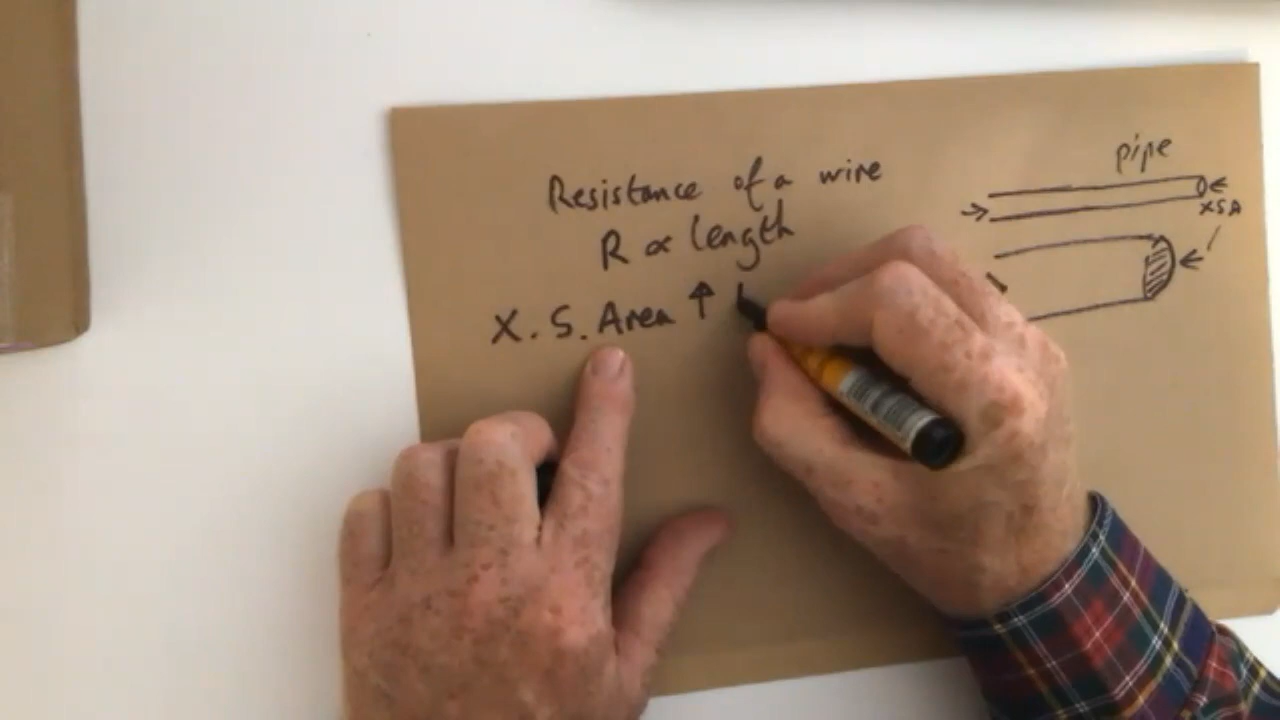 Resistance of a wire
R ∝ length
X. S. Area ↑
pipe
XSA